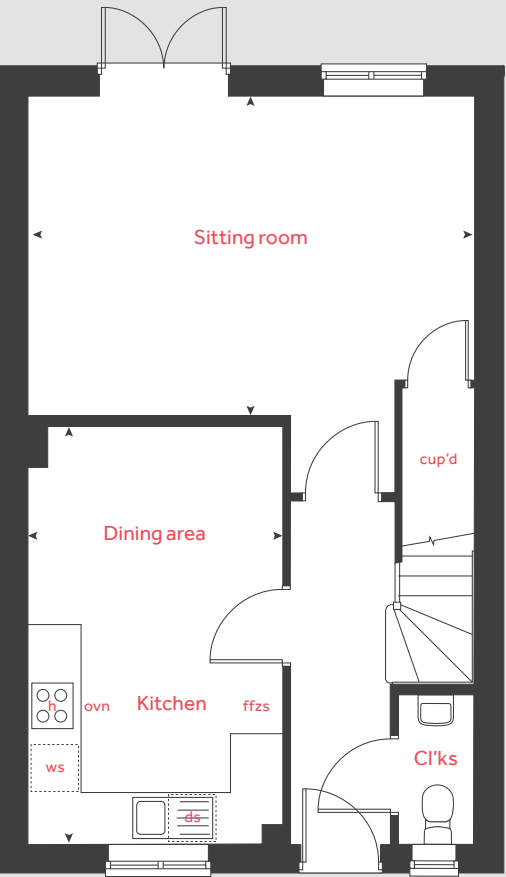 Sitting room
cup'd
Dining area
h
ovn
Kitchen
ffzs
ws
Cl'ks
ds